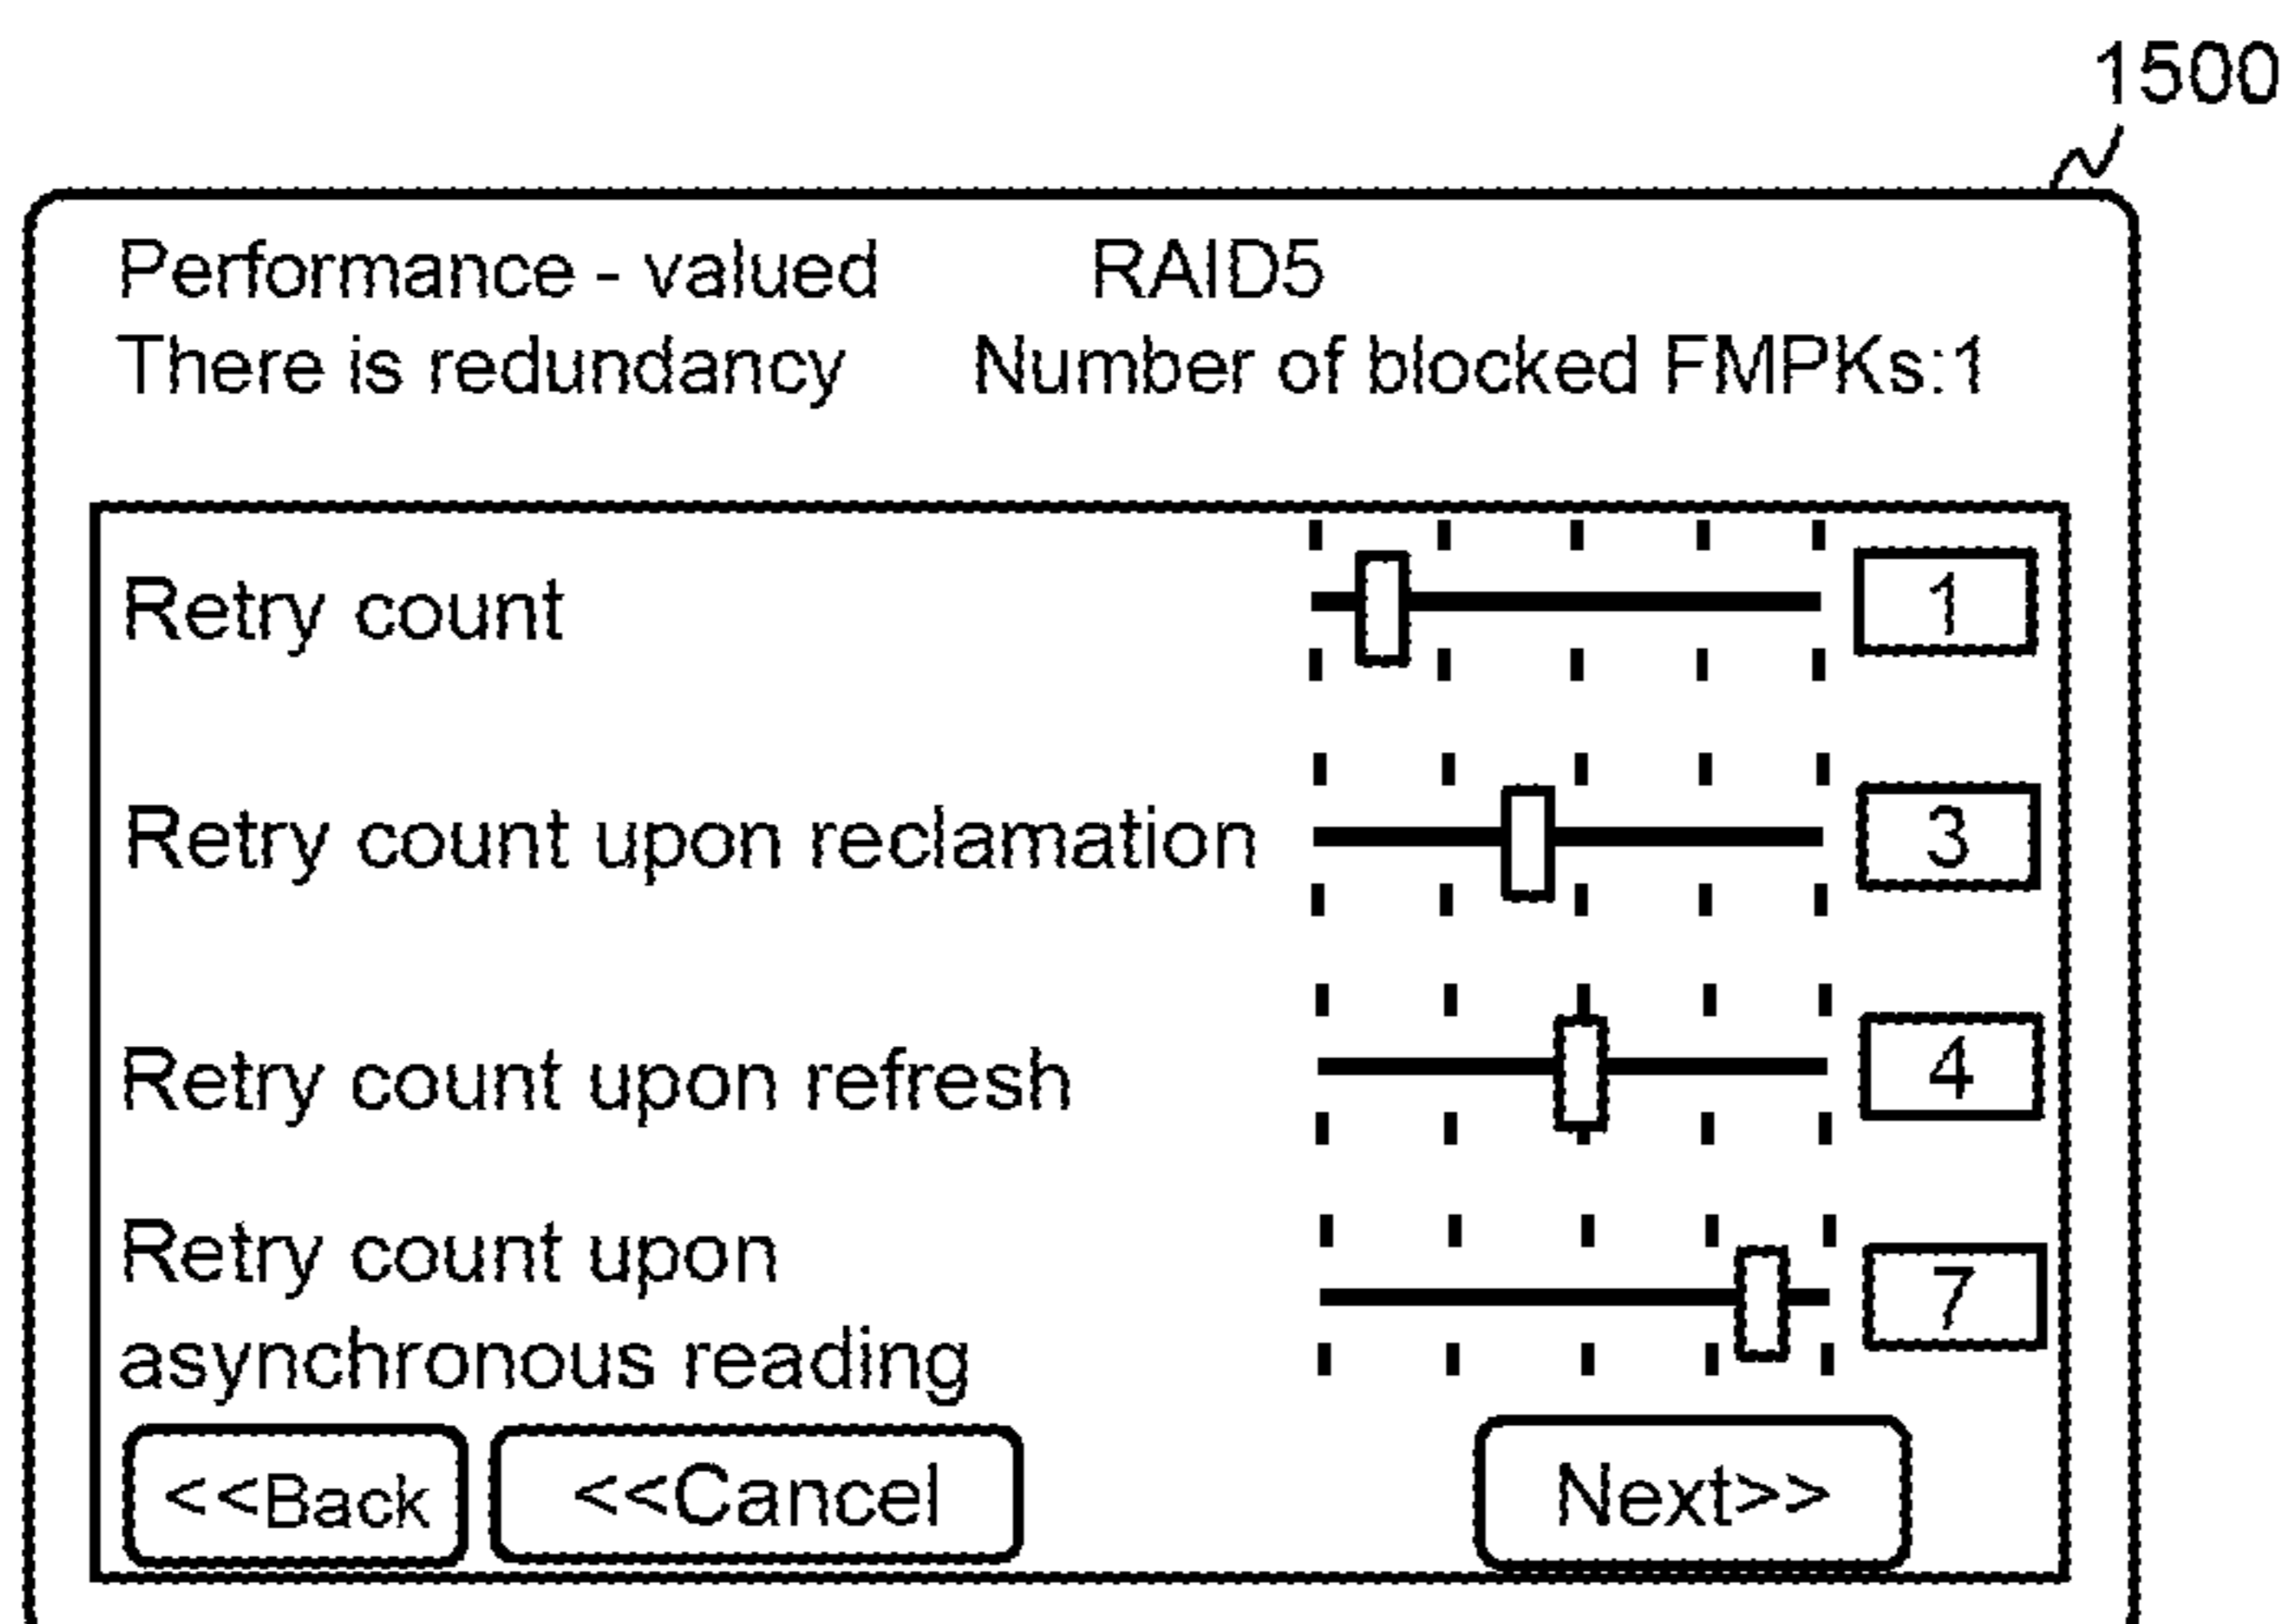 1500
Performance - valued RAID5
There is redundancy Number of blocked FMPKs:1
Retry count 1
Retry count upon reclamation 3
Retry count upon refresh 4
Retry count upon
asynchronous reading 7
<<Back <<Cancel Next>>